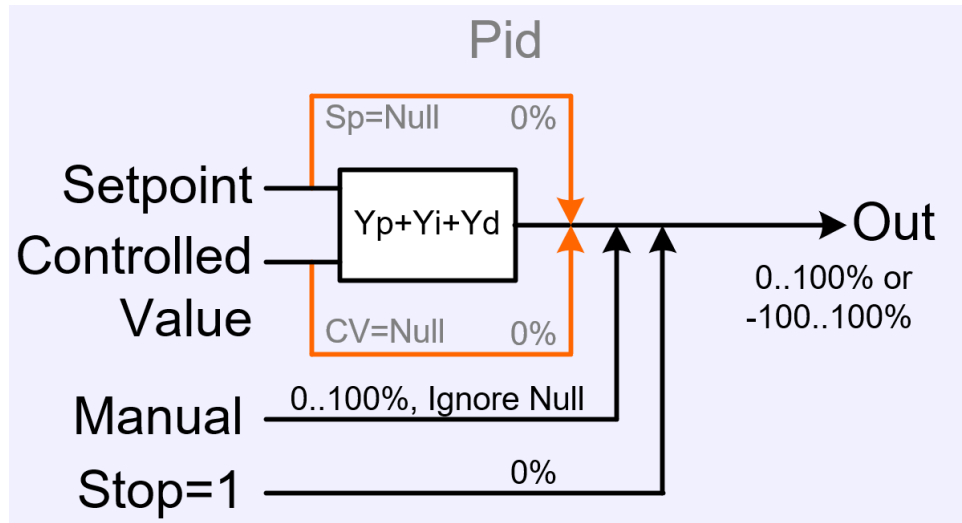 Pid
Sp=Null 0%
Setpoint
Yp+Yi+Yd
Out
Controlled
Value
0..100% or
-100..100%
CV=Null 0%
Manual
0..100%, Ignore Null
Stop=1
0%